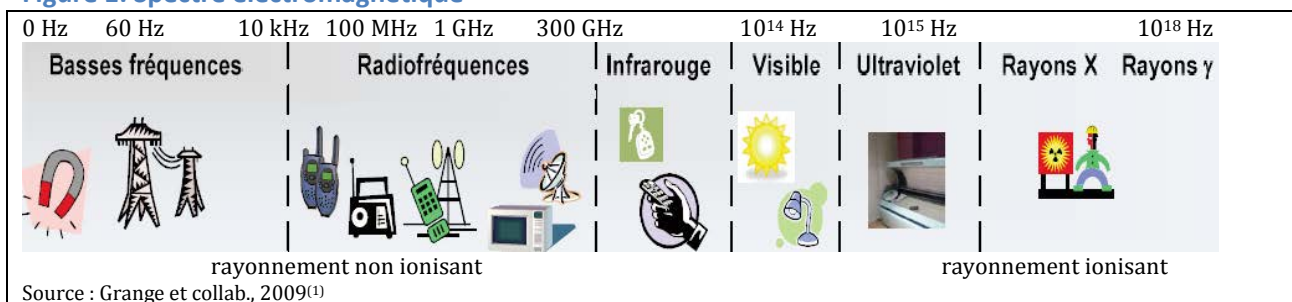 Figure 1. Spectre électromagnétique
0 Hz 60 Hz 10 kHz 100 MHz 1 GHz 300 GHz 10¹⁴ Hz 10¹⁵ Hz 10¹⁸ Hz
Basses fréquences Radiofréquences Infrarouge Visible Ultraviolet Rayons X Rayons γ
rayonnement non ionisant rayonnement ionisant
Source : Grange et collab., 2009⁽¹⁾